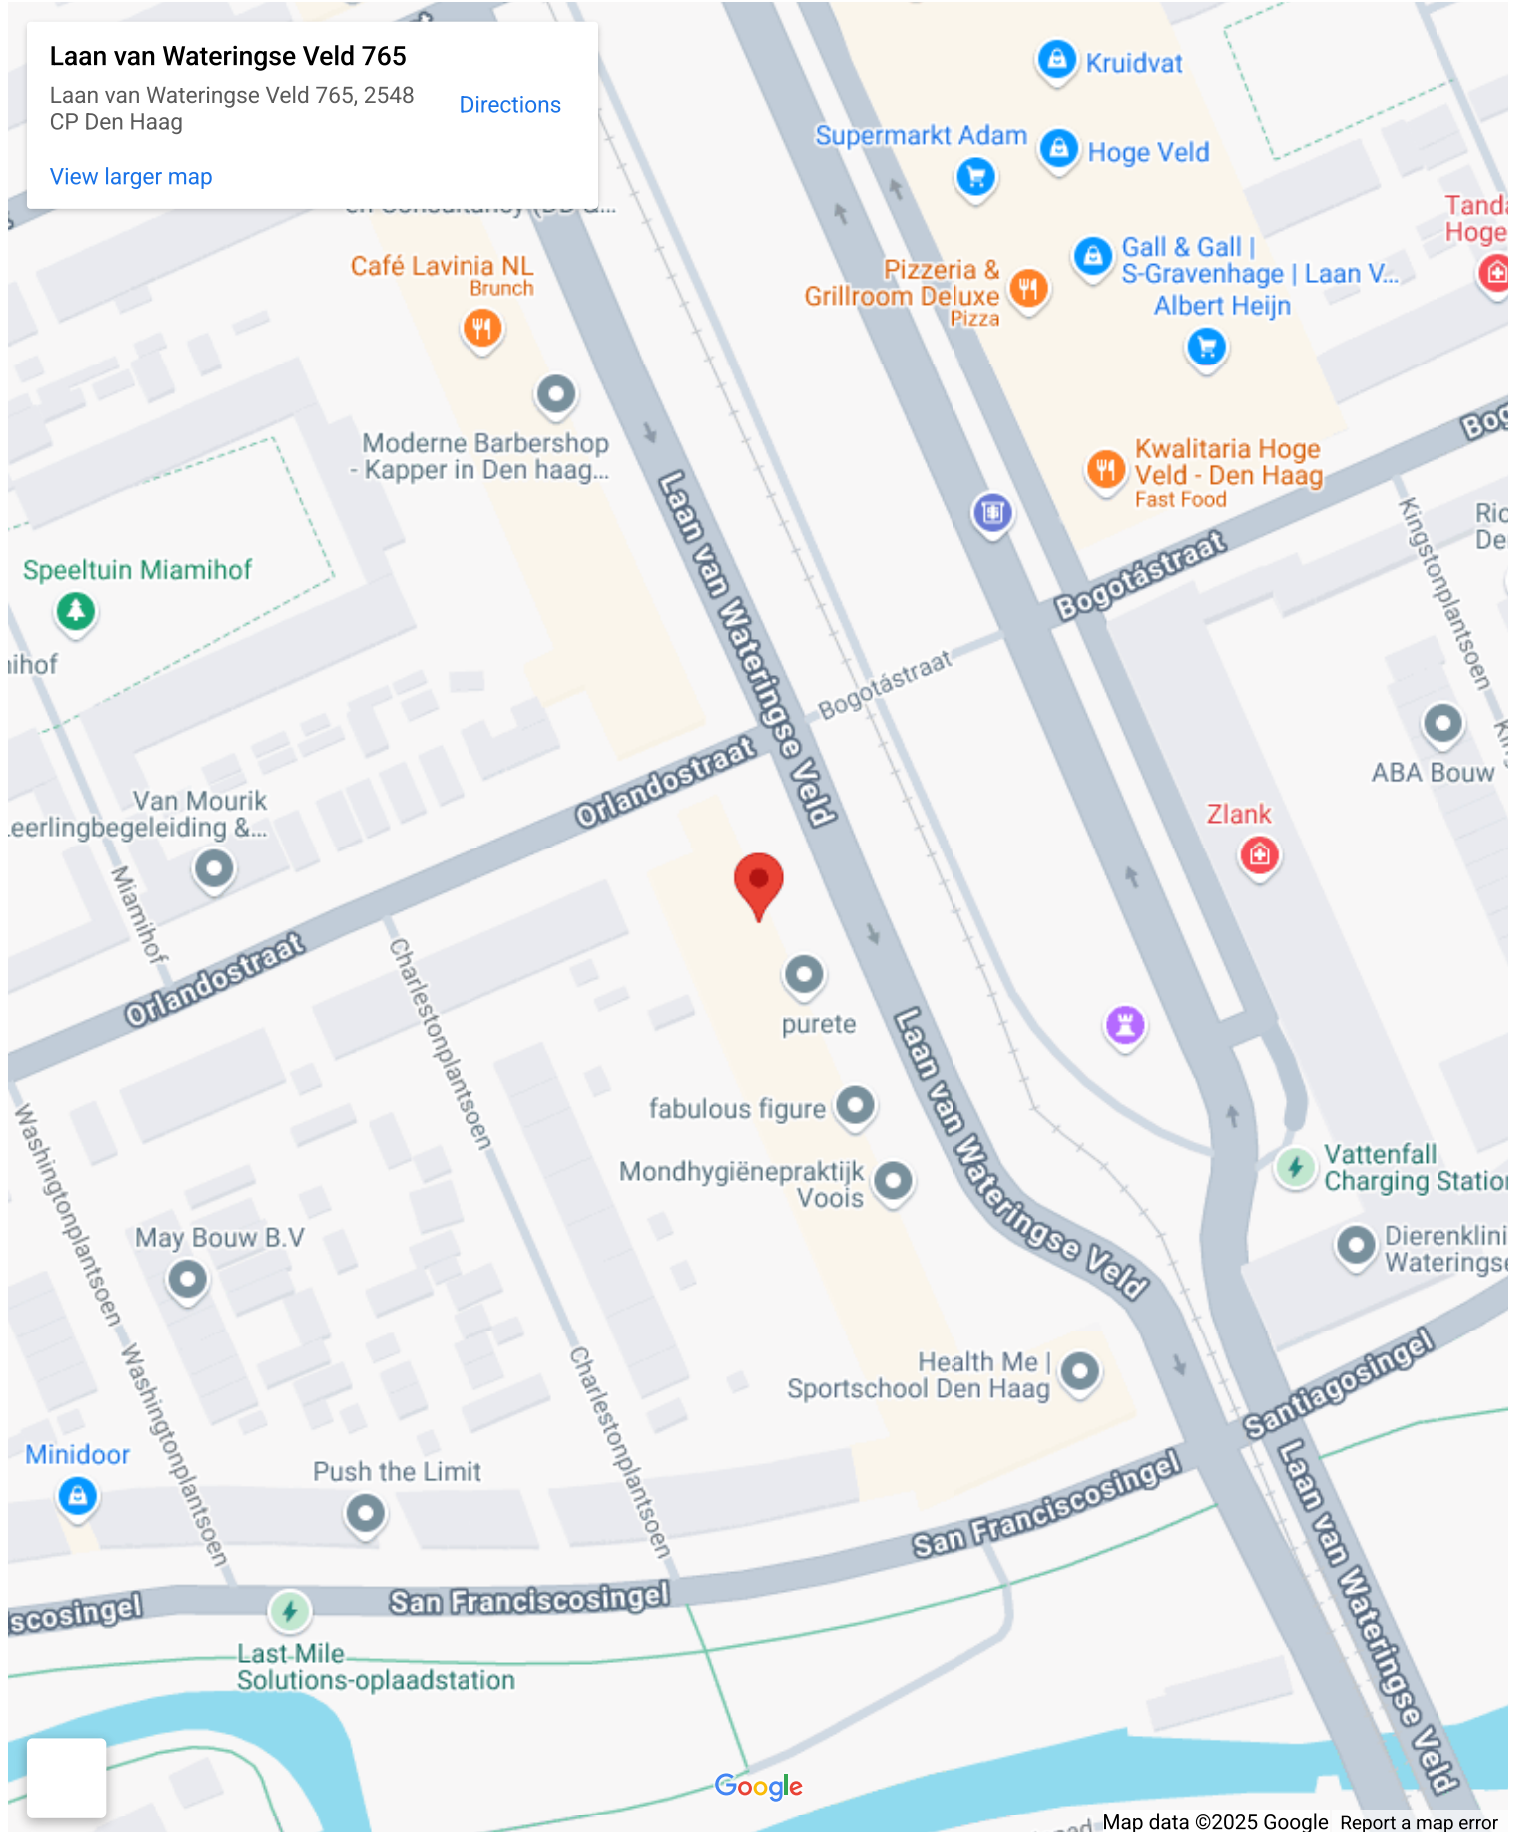 Laan van Wateringse Veld 765
Laan van Wateringse Veld 765, 2548
CP Den Haag
Directions
View larger map
Kruidvat
Supermarkt Adam
Hoge Veld
Gall & Gall |
S-Gravenhage | Laan V...
Albert Heijn
Pizzeria &
Grillroom Deluxe
Pizza
Café Lavinia NL
Brunch
Moderne Barbershop
- Kapper in Den haag...
Kwalitaria Hoge
Veld - Den Haag
Fast Food
Bogotástraat
Bogotástraat
Kingstonplantsoen
Speeltuin Miamihof
Laan van Wateringse Veld
Orlandostraat
ABA Bouw
Van Mourik
Miamihof
Zlank
Orlandostraat
Charlestonplantsoen
purete
Laan van Wateringse Veld
fabulous figure
Mondhygiënepraktijk
Voois
Washingtonplantsoen
May Bouw B.V
Vattenfall
Charging Station
Dierenklini
Wateringse
Health Me |
Sportschool Den Haag
Santiagosingel
Washingtonplantsoen
Charlestonplantsoen
Minidoor
Push the Limit
San Franciscosingel
San Franciscosingel
scosingel
Laan van Wateringse Veld
Last Mile
Solutions-oplaadstation
Google
Map data ©2025 Google
Report a map error